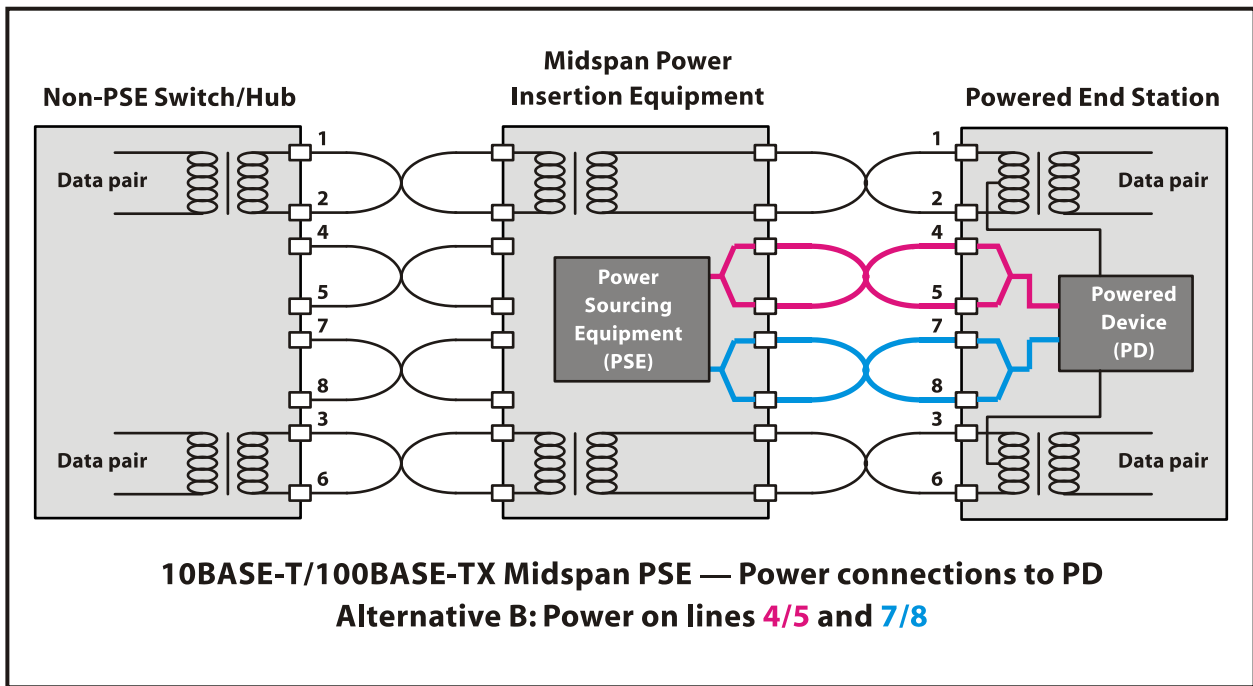 Non-PSE Switch/Hub
Midspan Power
Insertion Equipment
Powered End Station
1
Data pair
2
4
5
7
8
3
Data pair
6
Power
Sourcing
Equipment
(PSE)
1
2
4
5
7
8
3
6
Data pair
Powered
Device
(PD)
Data pair
10BASE-T/100BASE-TX Midspan PSE — Power connections to PD
Alternative B: Power on lines 4/5 and 7/8